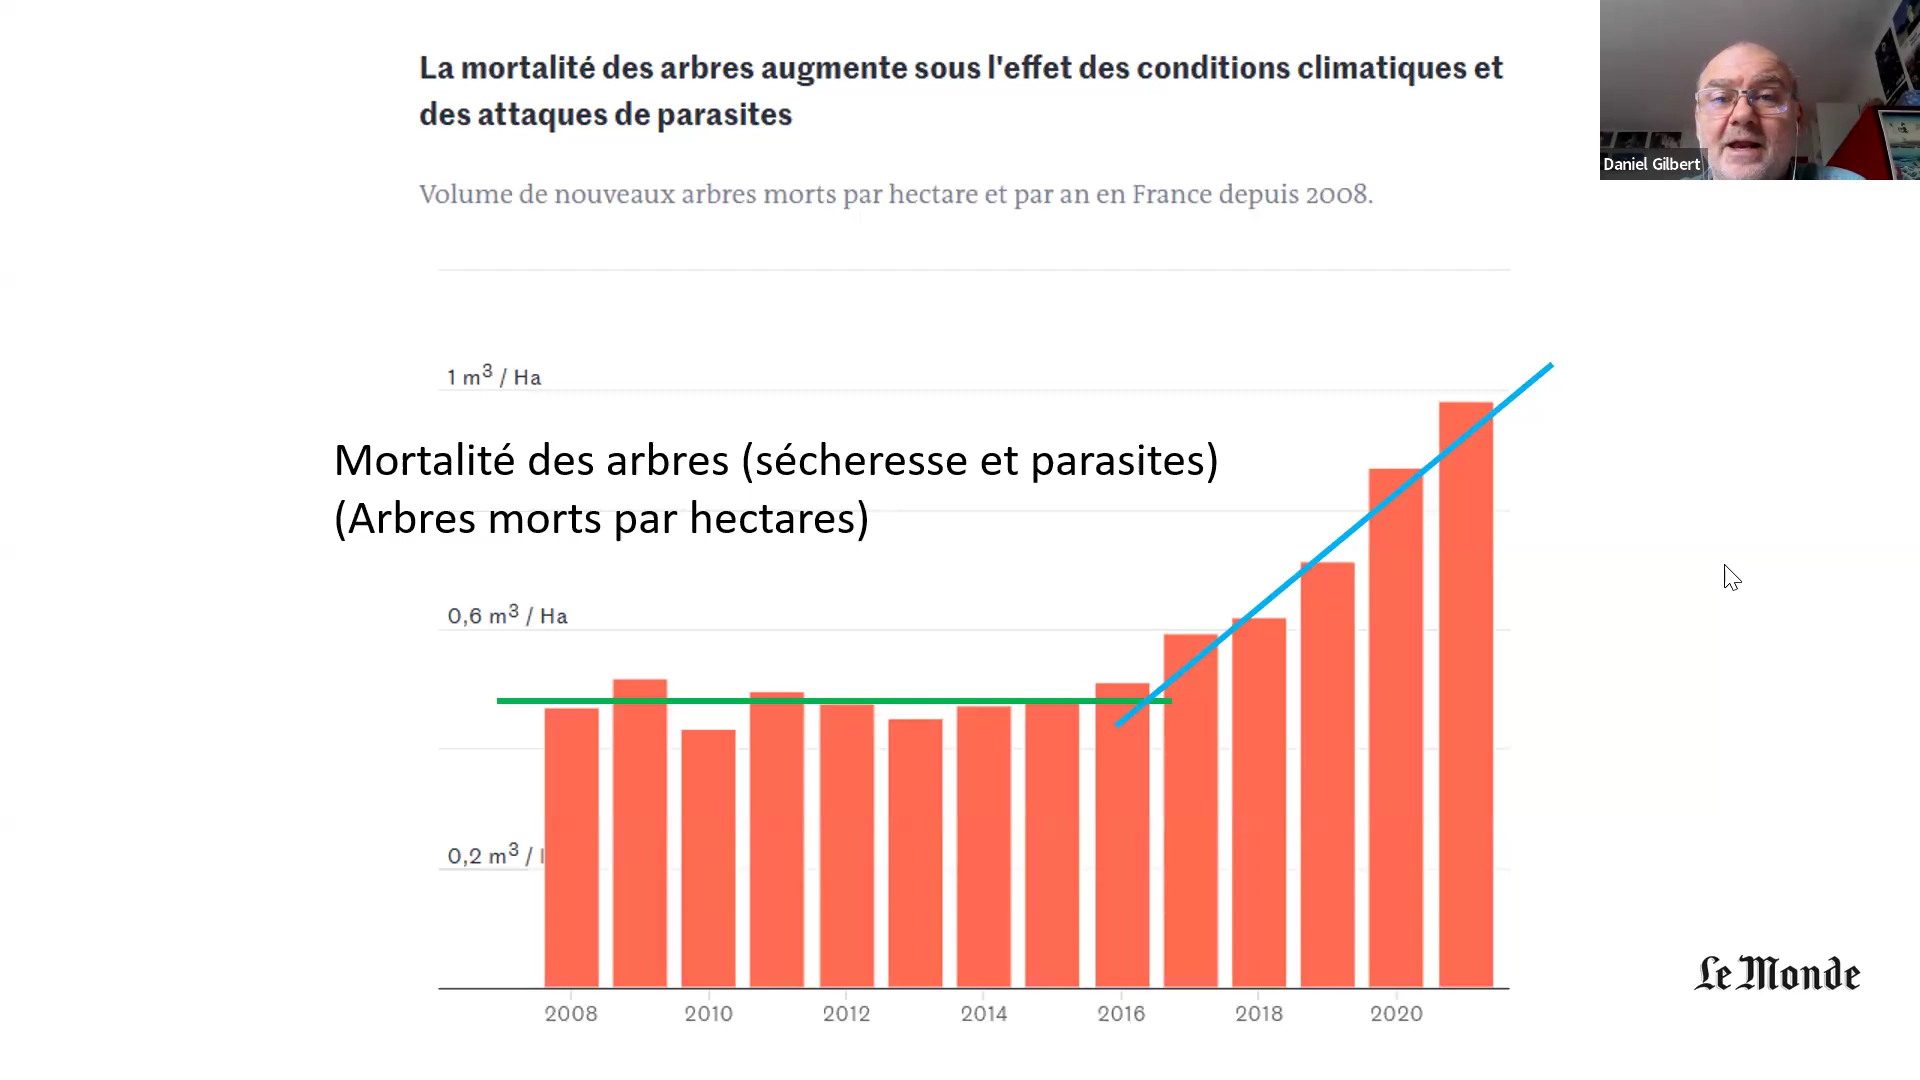 La mortalité des arbres augmente sous l'effet des conditions climatiques et
des attaques de parasites
Daniel Gilbert
Volume de nouveaux arbres morts par hectare et par an en France depuis 2008.
1 m³ / Ha
Mortalité des arbres (sécheresse et parasites)
(Arbres morts par hectares)
0,6 m³ / Ha
0,2 m³ /
Le Monde
2008 2010 2012 2014 2016 2018 2020